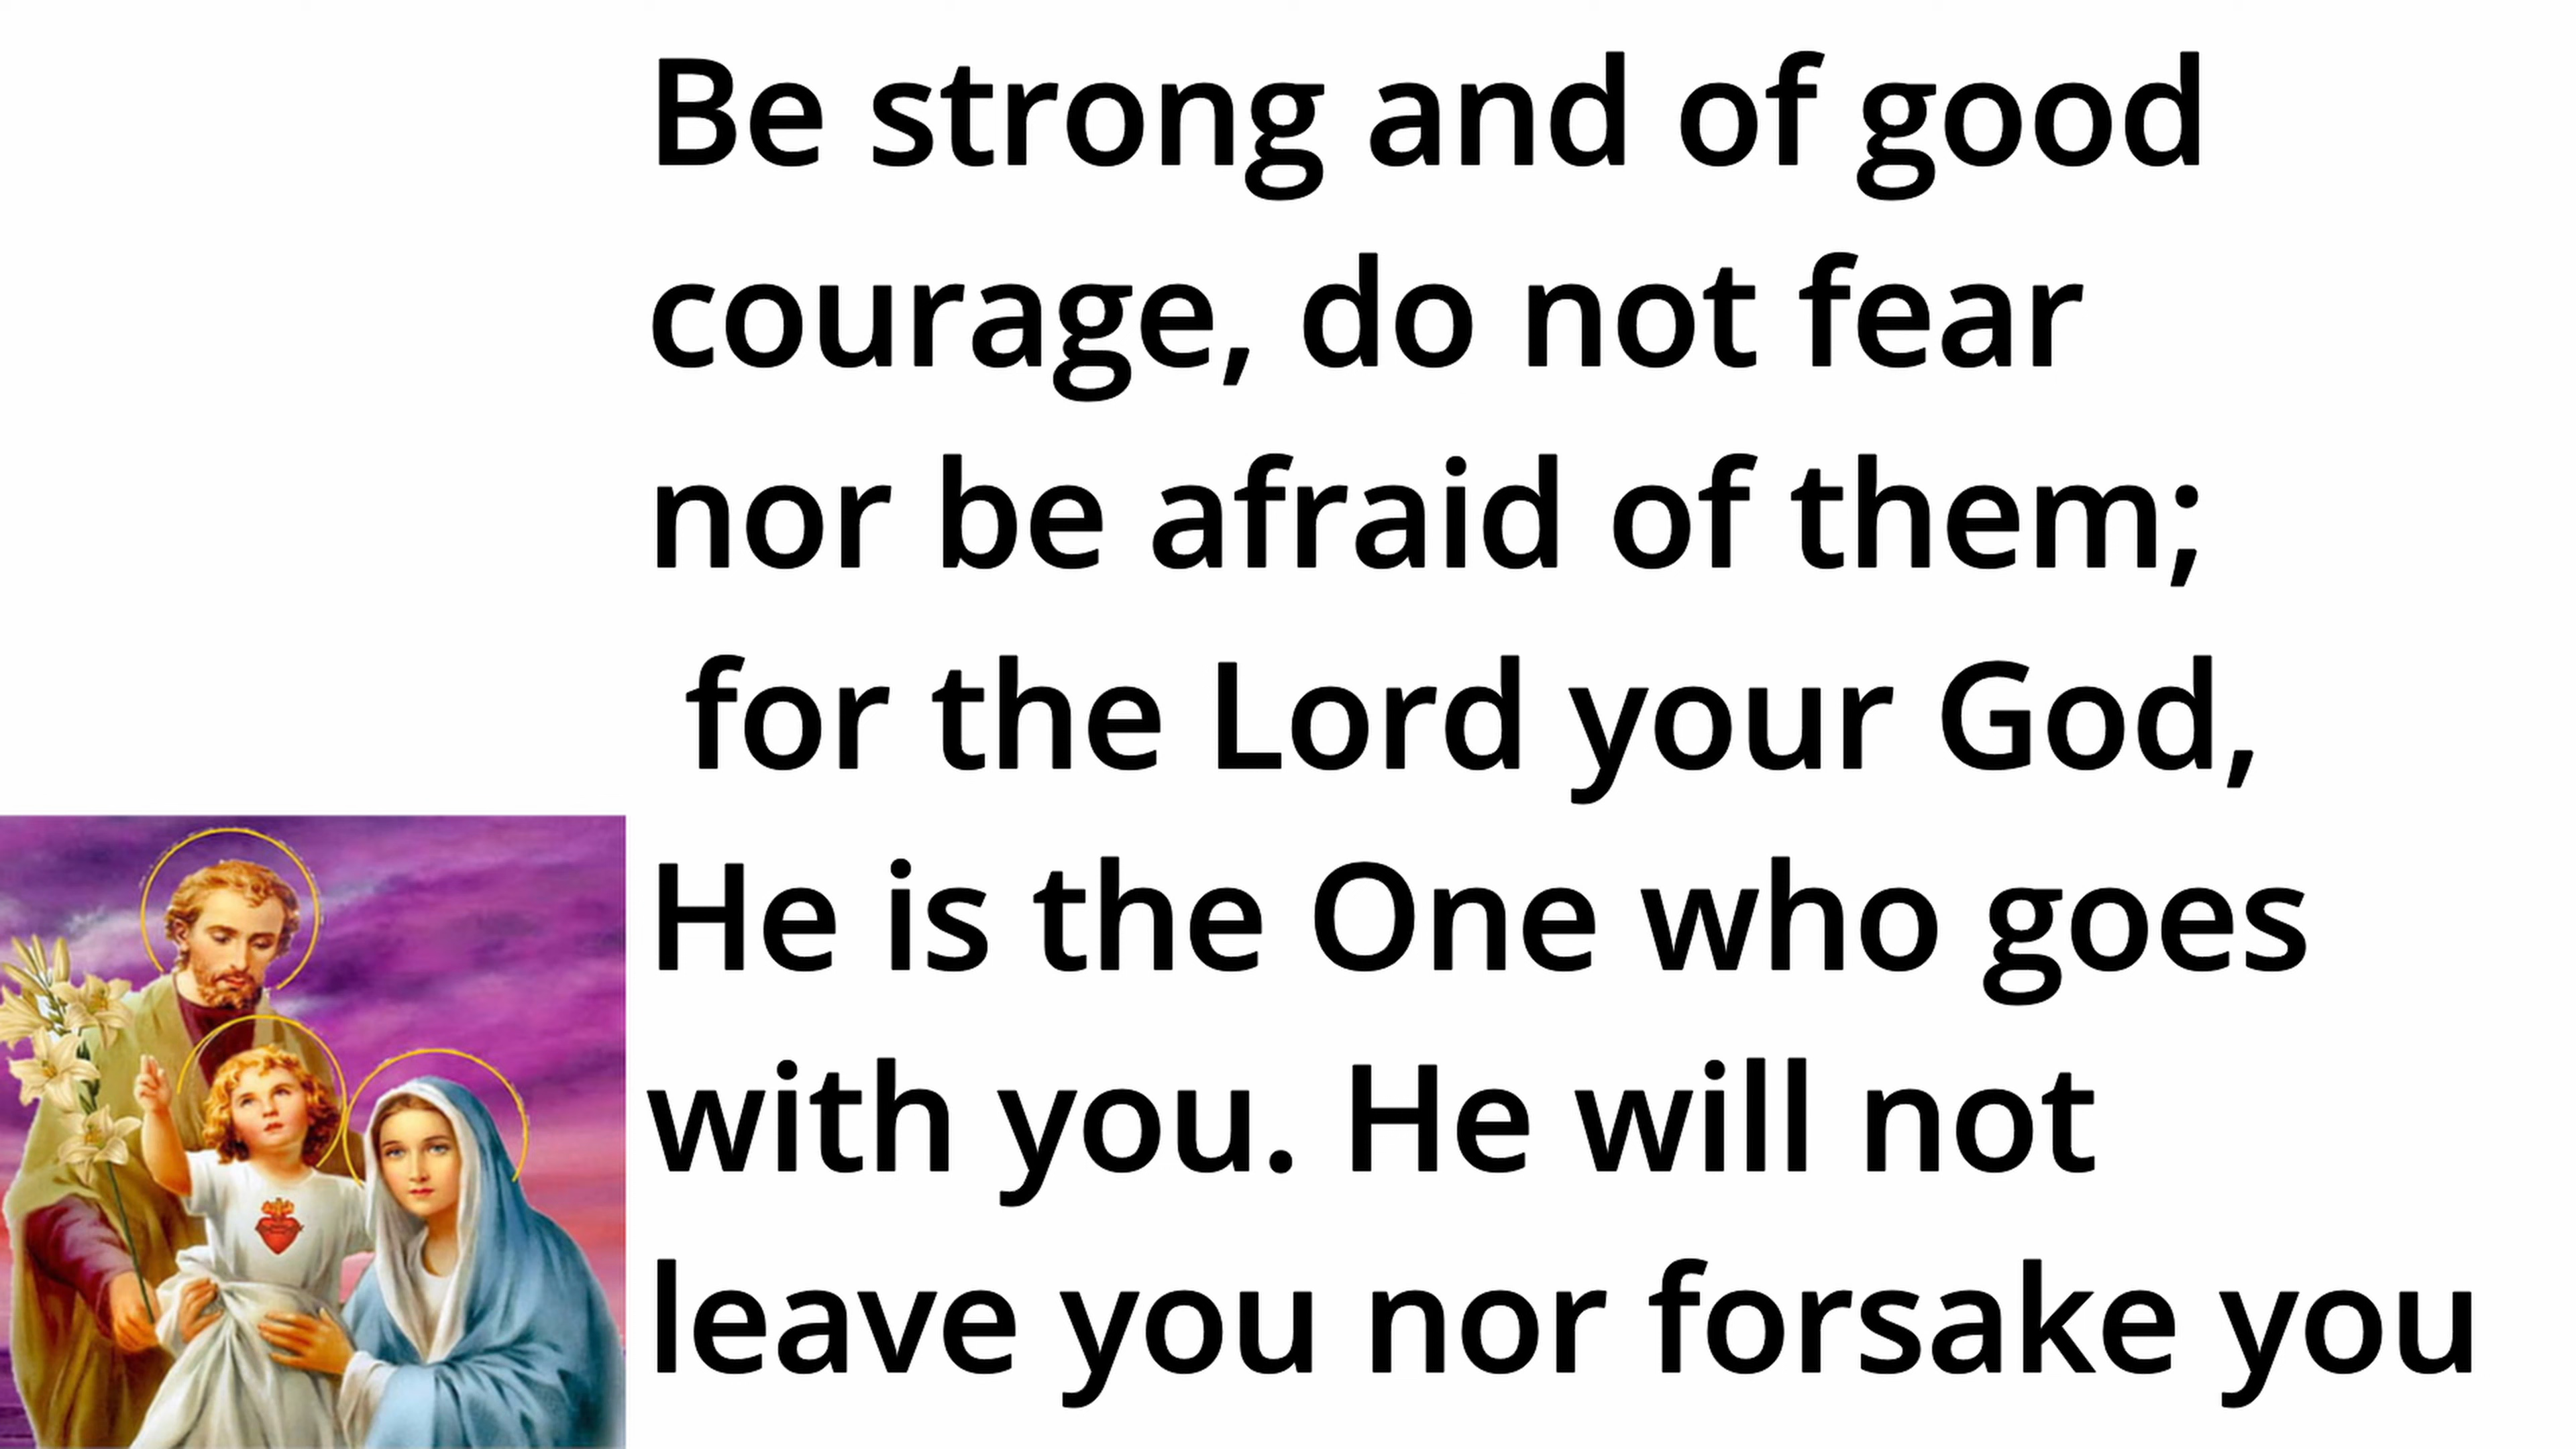 Be strong and of good
courage, do not fear
nor be afraid of them;
for the Lord your God,
He is the One who goes
with you. He will not
leave you nor forsake you